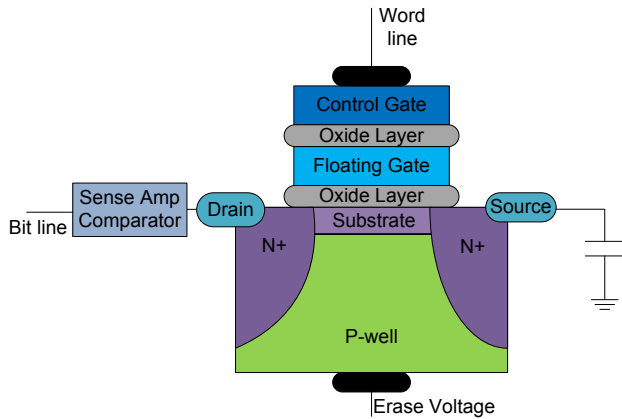 Word
line
Control Gate
Oxide Layer
Floating Gate
Oxide Layer
Sense Amp
Comparator
Drain
Source
Bit line
Substrate
N+
N+
P-well
Erase Voltage